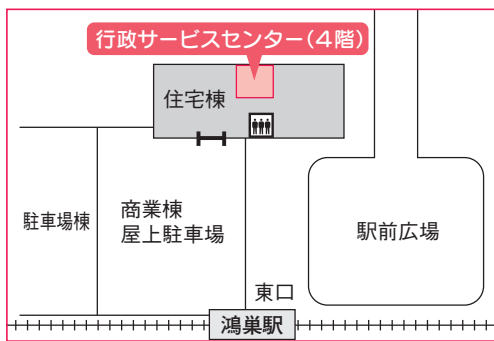 行政サービスセンター(4階)
住宅棟
駐車場棟
商業棟
屋上駐車場
駅前広場
東口
鴻巣駅